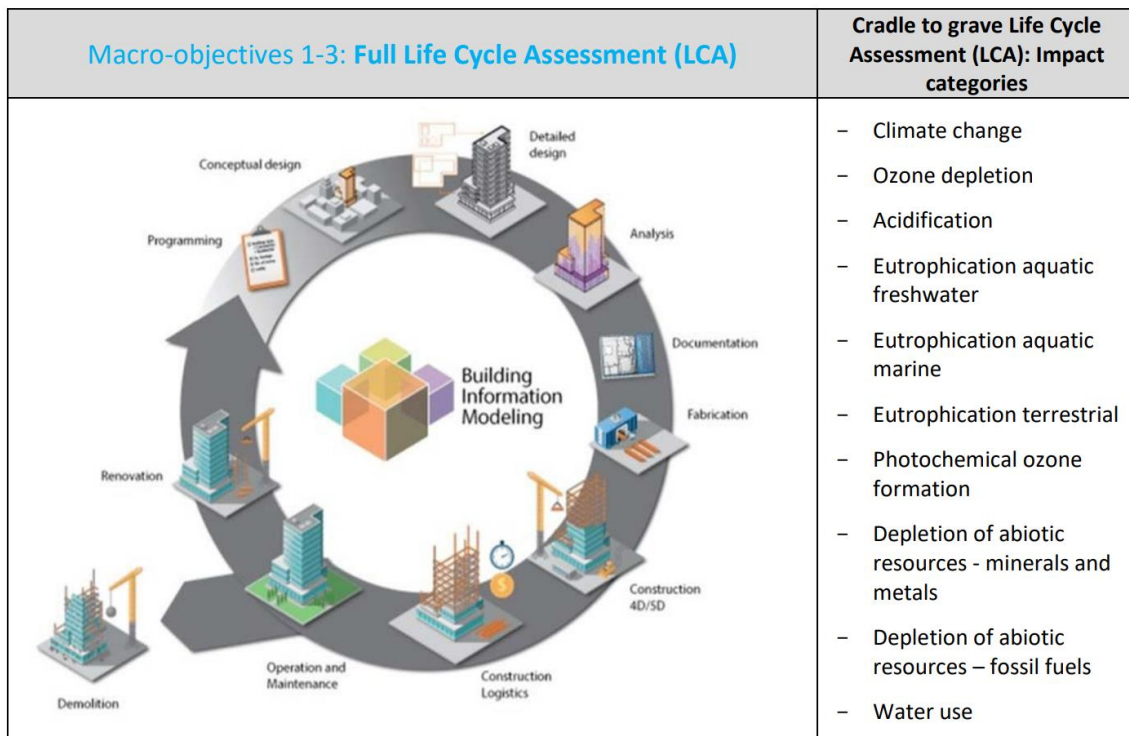 Macro-objectives 1-3: Full Life Cycle Assessment (LCA)
Cradle to grave Life Cycle
Assessment (LCA): Impact
categories
Conceptual design
Detailed
design
Programming
Analysis
Documentation
Building
Information
Modeling
Fabrication
Renovation
Construction
4D/5D
Operation and
Maintenance
Construction
Logistics
Demolition
– Climate change
– Ozone depletion
– Acidification
– Eutrophication aquatic
freshwater
– Eutrophication aquatic
marine
– Eutrophication terrestrial
– Photochemical ozone
formation
– Depletion of abiotic
resources - minerals and
metals
– Depletion of abiotic
resources – fossil fuels
– Water use